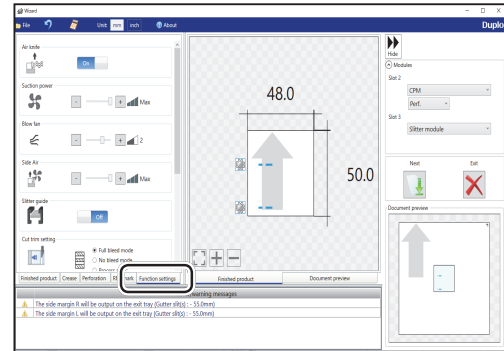 Wizard
File
Unit: mm inch
About
Duplo
Air knife
On
Suction power
- + Max
Blow fan
- + 2
Side Air
- + Max
Slitter guide
Off
Cut trim setting
Full bleed mode
No bleed mode
Finished product Crease Perforation mark Function settings
48.0
50.0
Finished product Document preview
warning messages
The side margin R will be output on the exit tray (Gutter slit(s) : - 55.0mm)
The side margin L will be output on the exit tray (Gutter slit(s) : - 55.0mm)
Hide
Modules
Slot 2
CPM
Perf.
Slot 3
Slitter module
Next Exit
Document preview